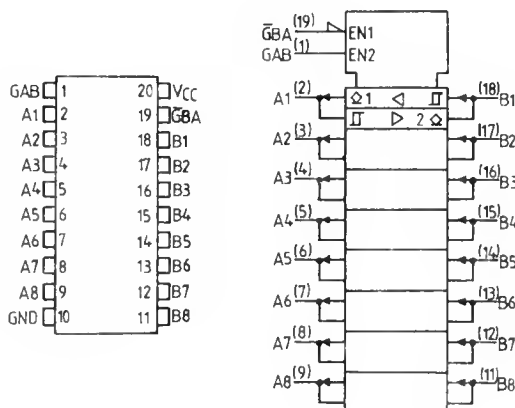 GAB 1 20 VCC
A1 2 19 G̅BA
A2 3 18 B1
A3 4 17 B2
A4 5 16 B3
A5 6 15 B4
A6 7 14 B5
A7 8 13 B6
A8 9 12 B7
GND 10 11 B8
G̅BA (19) EN1
GAB (1) EN2
A1 (2) 1 (18) B1
2
A2 (3) (17) B2
A3 (4) (16) B3
A4 (5) (15) B4
A5 (6) (14) B5
A6 (7) (13) B6
A7 (8) (12) B7
A8 (9) (11) B8